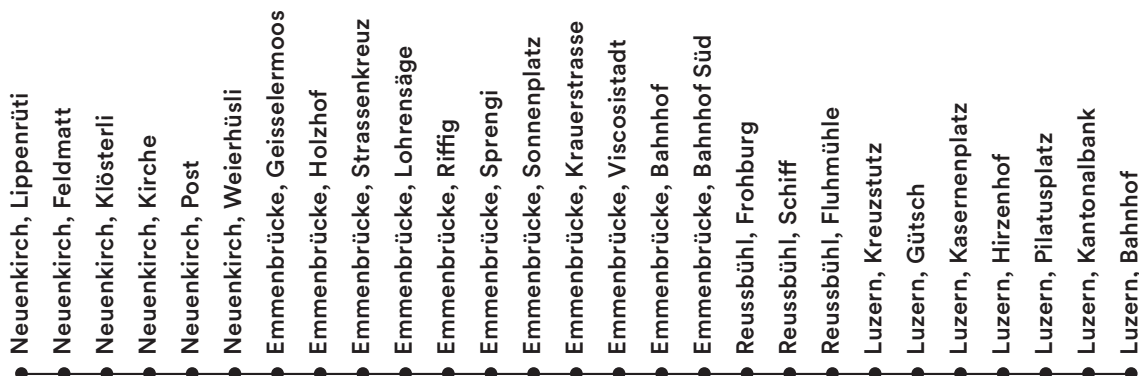 Neuenkirch, Lippenrüti
Neuenkirch, Feldmatt
Neuenkirch, Klösterli
Neuenkirch, Kirche
Neuenkirch, Post
Neuenkirch, Weierhüsli
Emmenbrücke, Geisselermoos
Emmenbrücke, Holzhof
Emmenbrücke, Strassenkreuz
Emmenbrücke, Lohrensäge
Emmenbrücke, Riffig
Emmenbrücke, Sprengi
Emmenbrücke, Sonnenplatz
Emmenbrücke, Krauerstrasse
Emmenbrücke, Viscosistadt
Emmenbrücke, Bahnhof
Emmenbrücke, Bahnhof Süd
Reussbühl, Frohburg
Reussbühl, Schiff
Reussbühl, Fluhmühle
Luzern, Kreuzstutz
Luzern, Gütsch
Luzern, Kasernenplatz
Luzern, Hirzenhof
Luzern, Pilatusplatz
Luzern, Kantonalbank
Luzern, Bahnhof